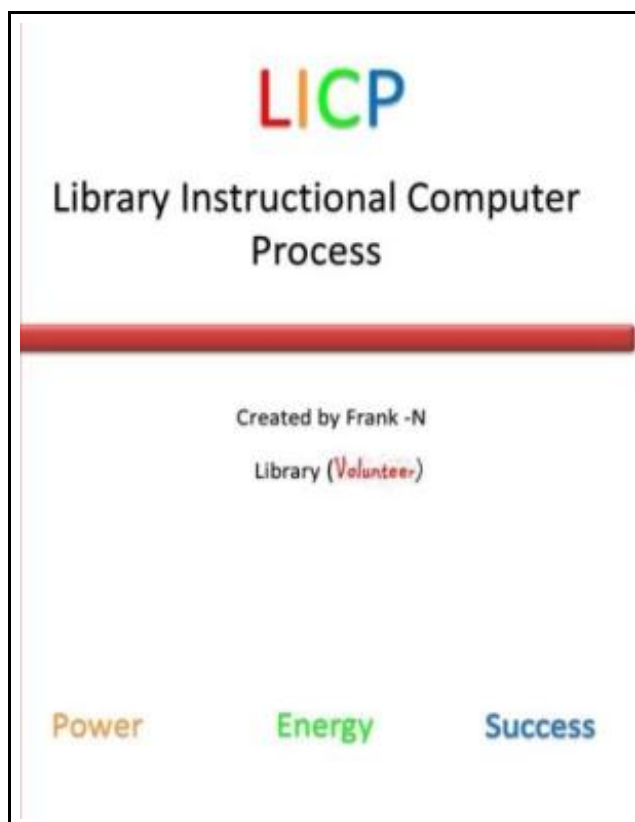 LICP
Library Instructional Computer
Process
Created by Frank -N
Library (Volunteer)
Power Energy Success